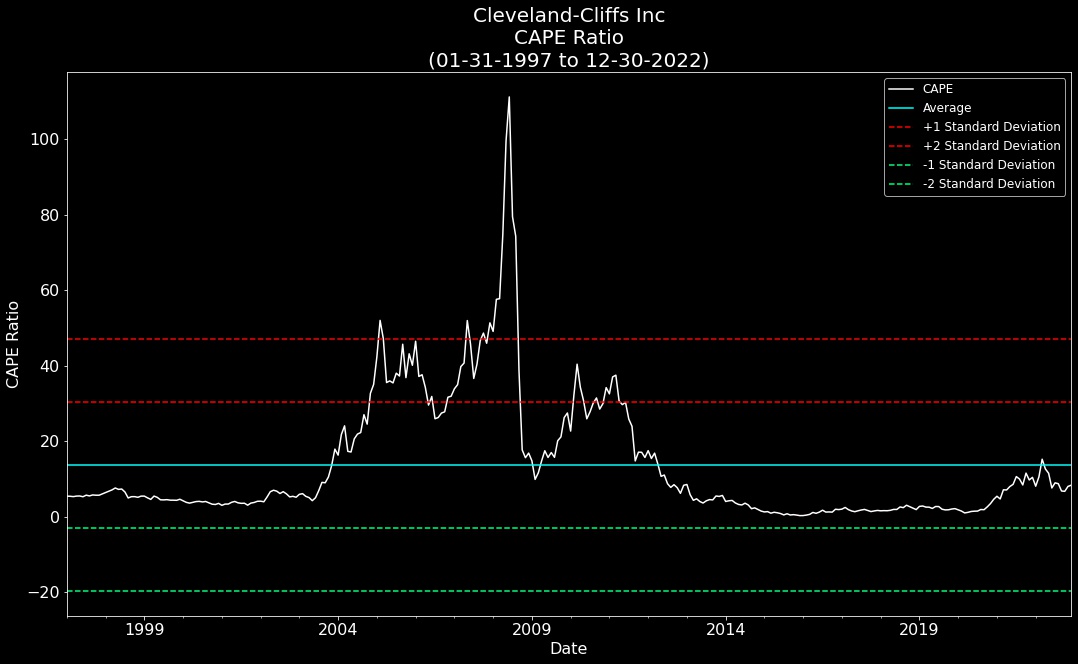 Cleveland-Cliffs Inc
CAPE Ratio
(01-31-1997 to 12-30-2022)
CAPE
Average
+1 Standard Deviation
+2 Standard Deviation
-1 Standard Deviation
-2 Standard Deviation
CAPE Ratio
100
80
60
40
20
0
−20
1999
2004
2009
2014
2019
Date